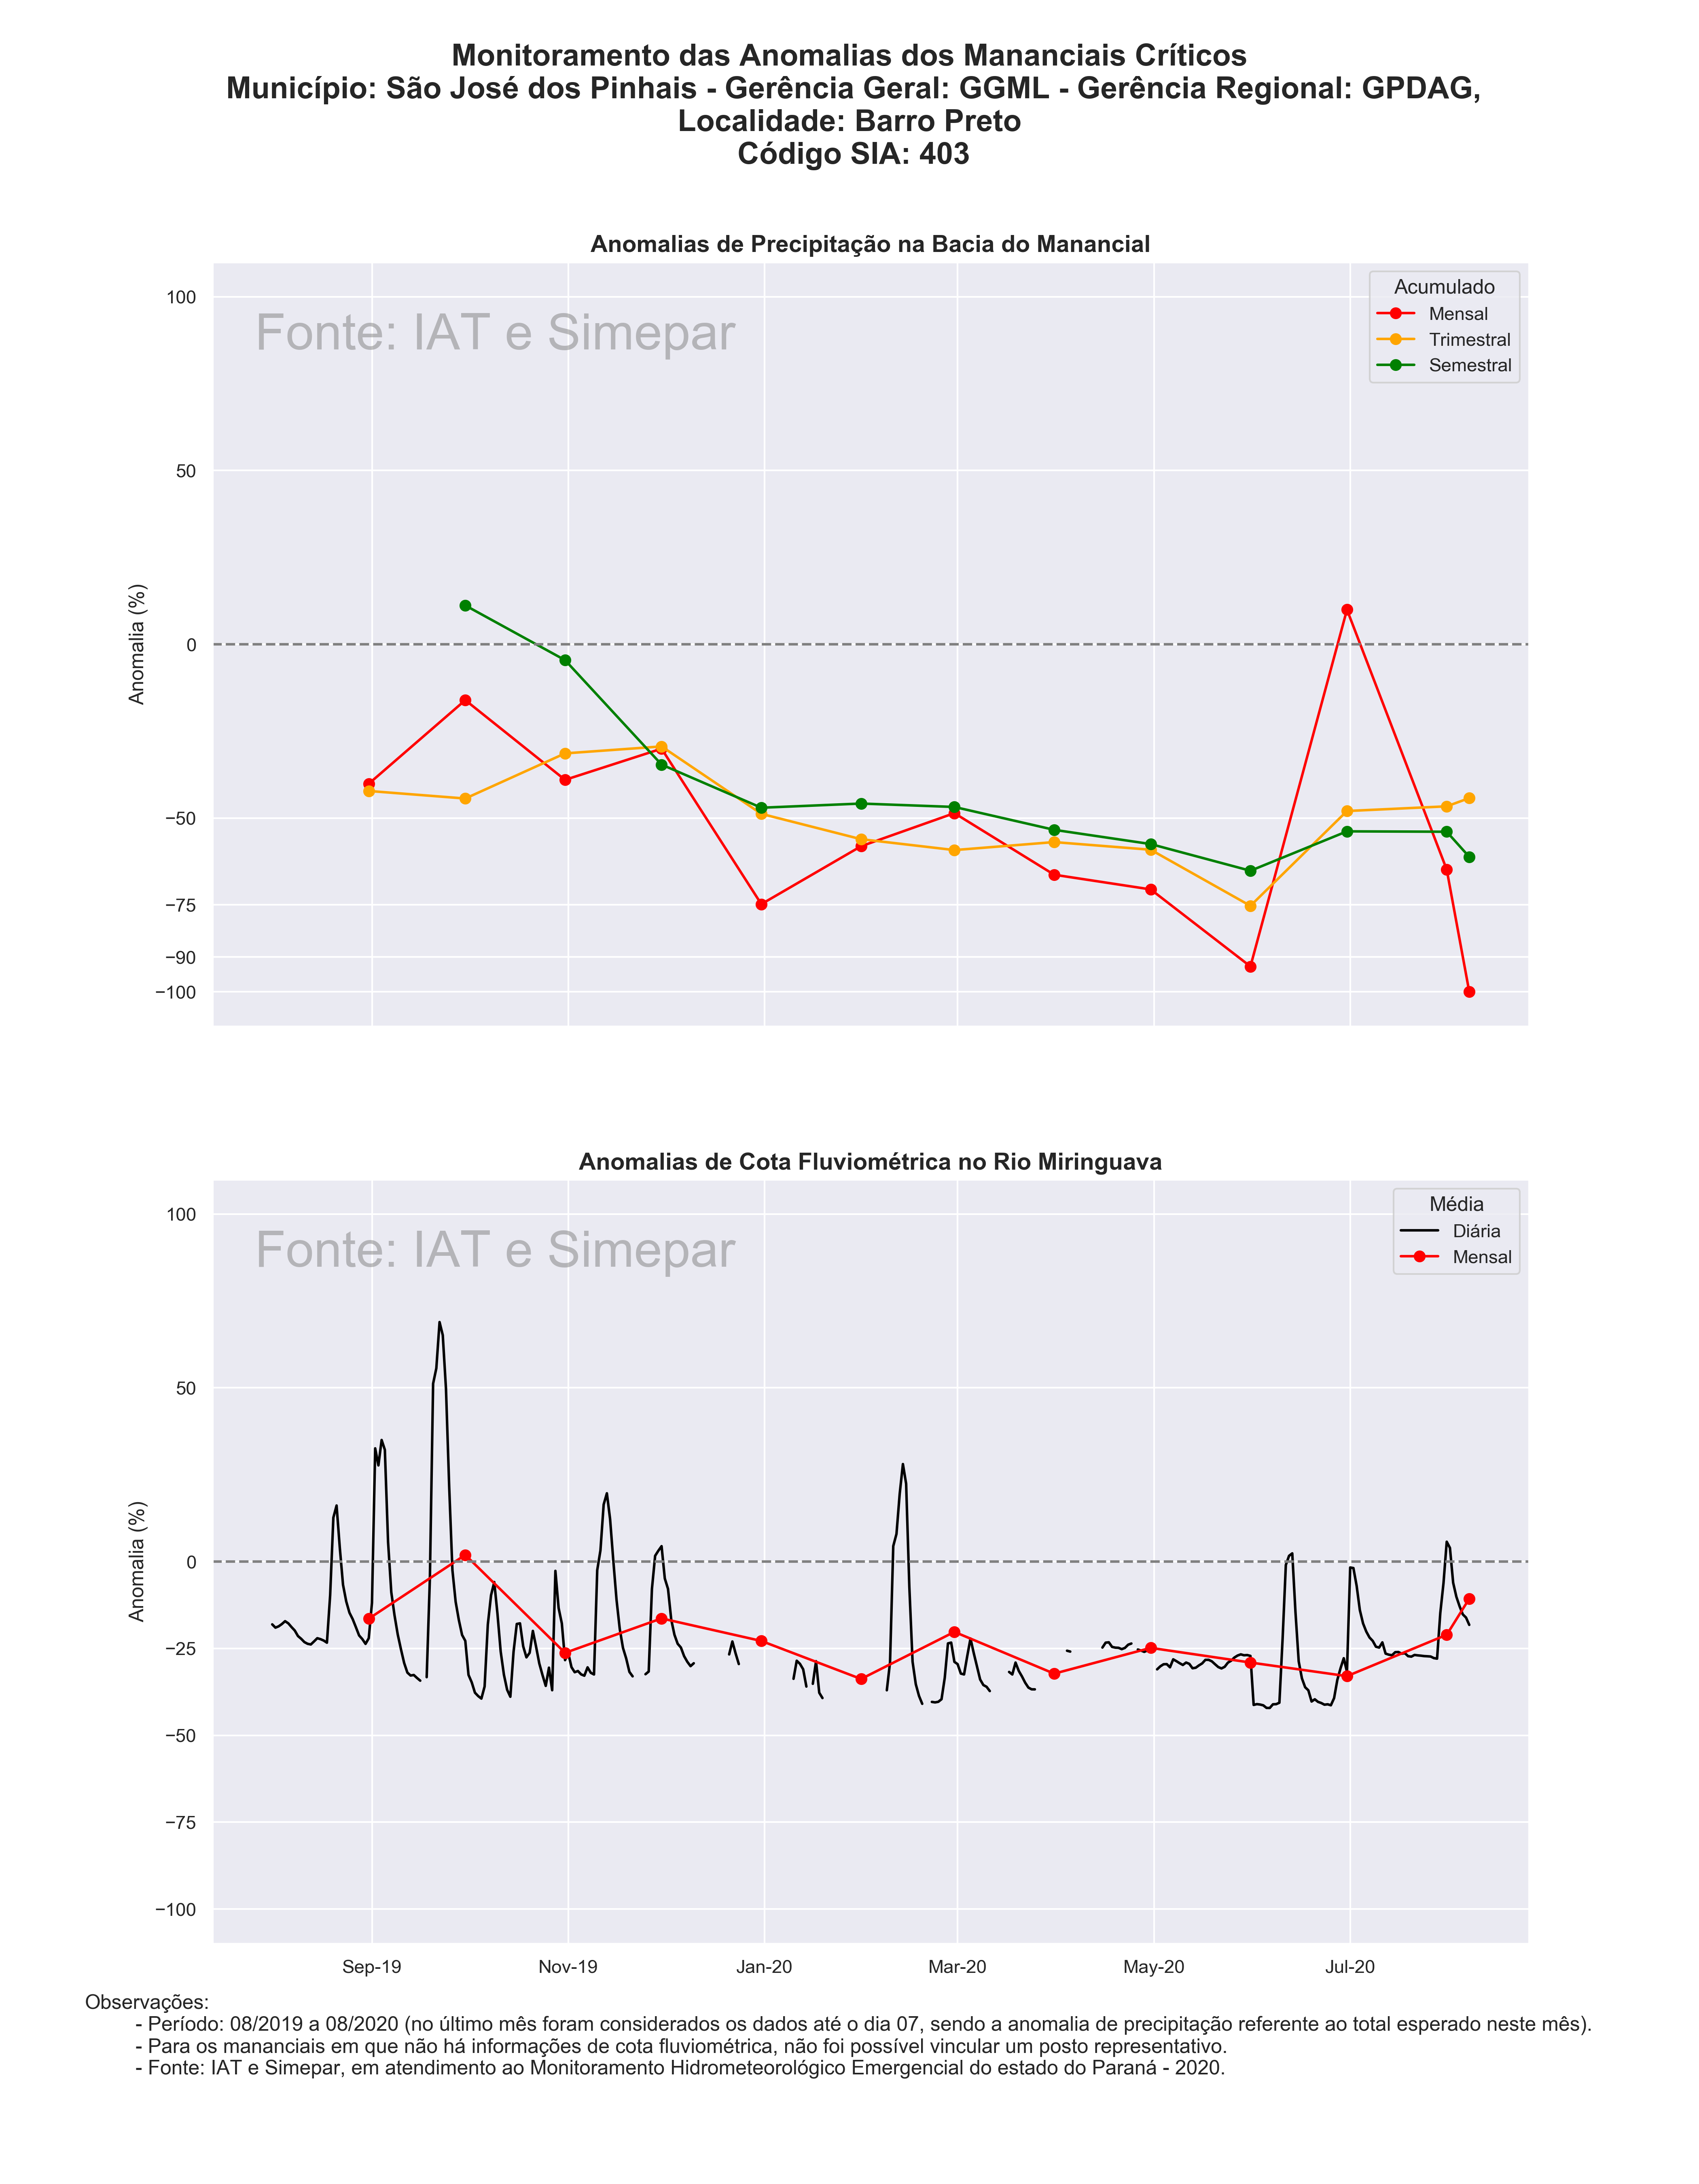 Monitoramento das Anomalias dos Mananciais Críticos
Município: São José dos Pinhais - Gerência Geral: GGML - Gerência Regional: GPDAG,
Localidade: Barro Preto
Código SIA: 403
Anomalias de Precipitação na Bacia do Manancial
Fonte: IAT e Simepar
Acumulado
Mensal
Trimestral
Semestral
Anomalia (%)
100
50
0
−50
−75
−90
−100
Anomalias de Cota Fluviométrica no Rio Miringuava
Fonte: IAT e Simepar
Média
Diária
Mensal
Anomalia (%)
100
50
0
−25
−50
−75
−100
Sep-19 Nov-19 Jan-20 Mar-20 May-20 Jul-20
Observações:
- Período: 08/2019 a 08/2020 (no último mês foram considerados os dados até o dia 07, sendo a anomalia de precipitação referente ao total esperado neste mês).
- Para os mananciais em que não há informações de cota fluviométrica, não foi possível vincular um posto representativo.
- Fonte: IAT e Simepar, em atendimento ao Monitoramento Hidrometeorológico Emergencial do estado do Paraná - 2020.